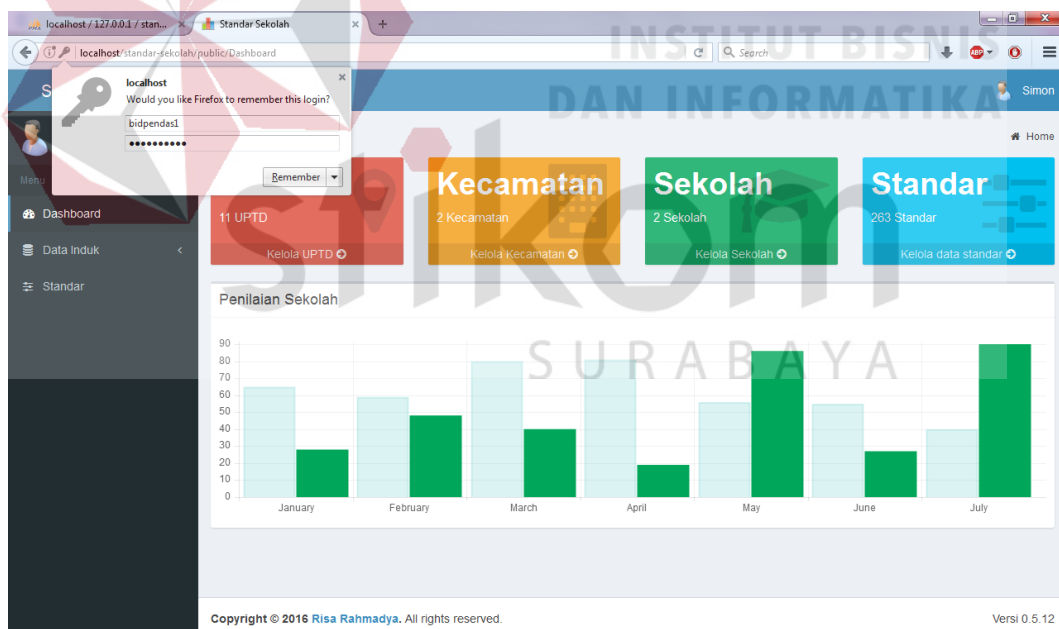 localhost / 127.0.0.1 / stan...
Standar Sekolah
localhost/standar-sekolah/public/Dashboard
Search
ABP
localhost
Would you like Firefox to remember this login?
bidpendas1
••••••••••
Remember
S
Simon
Home
Menu
Dashboard
Data Induk
Standar
11 UPTD
Kelola UPTD
Kecamatan
2 Kecamatan
Kelola Kecamatan
Sekolah
2 Sekolah
Kelola Sekolah
Standar
263 Standar
Kelola data standar
Penilaian Sekolah
90
80
70
60
50
40
30
20
10
0
January
February
March
April
May
June
July
Copyright © 2016 Risa Rahmadya. All rights reserved.
Versi 0.5.12
INSTITUT BISNIS
DAN INFORMATIKA
stikom
SURABAYA